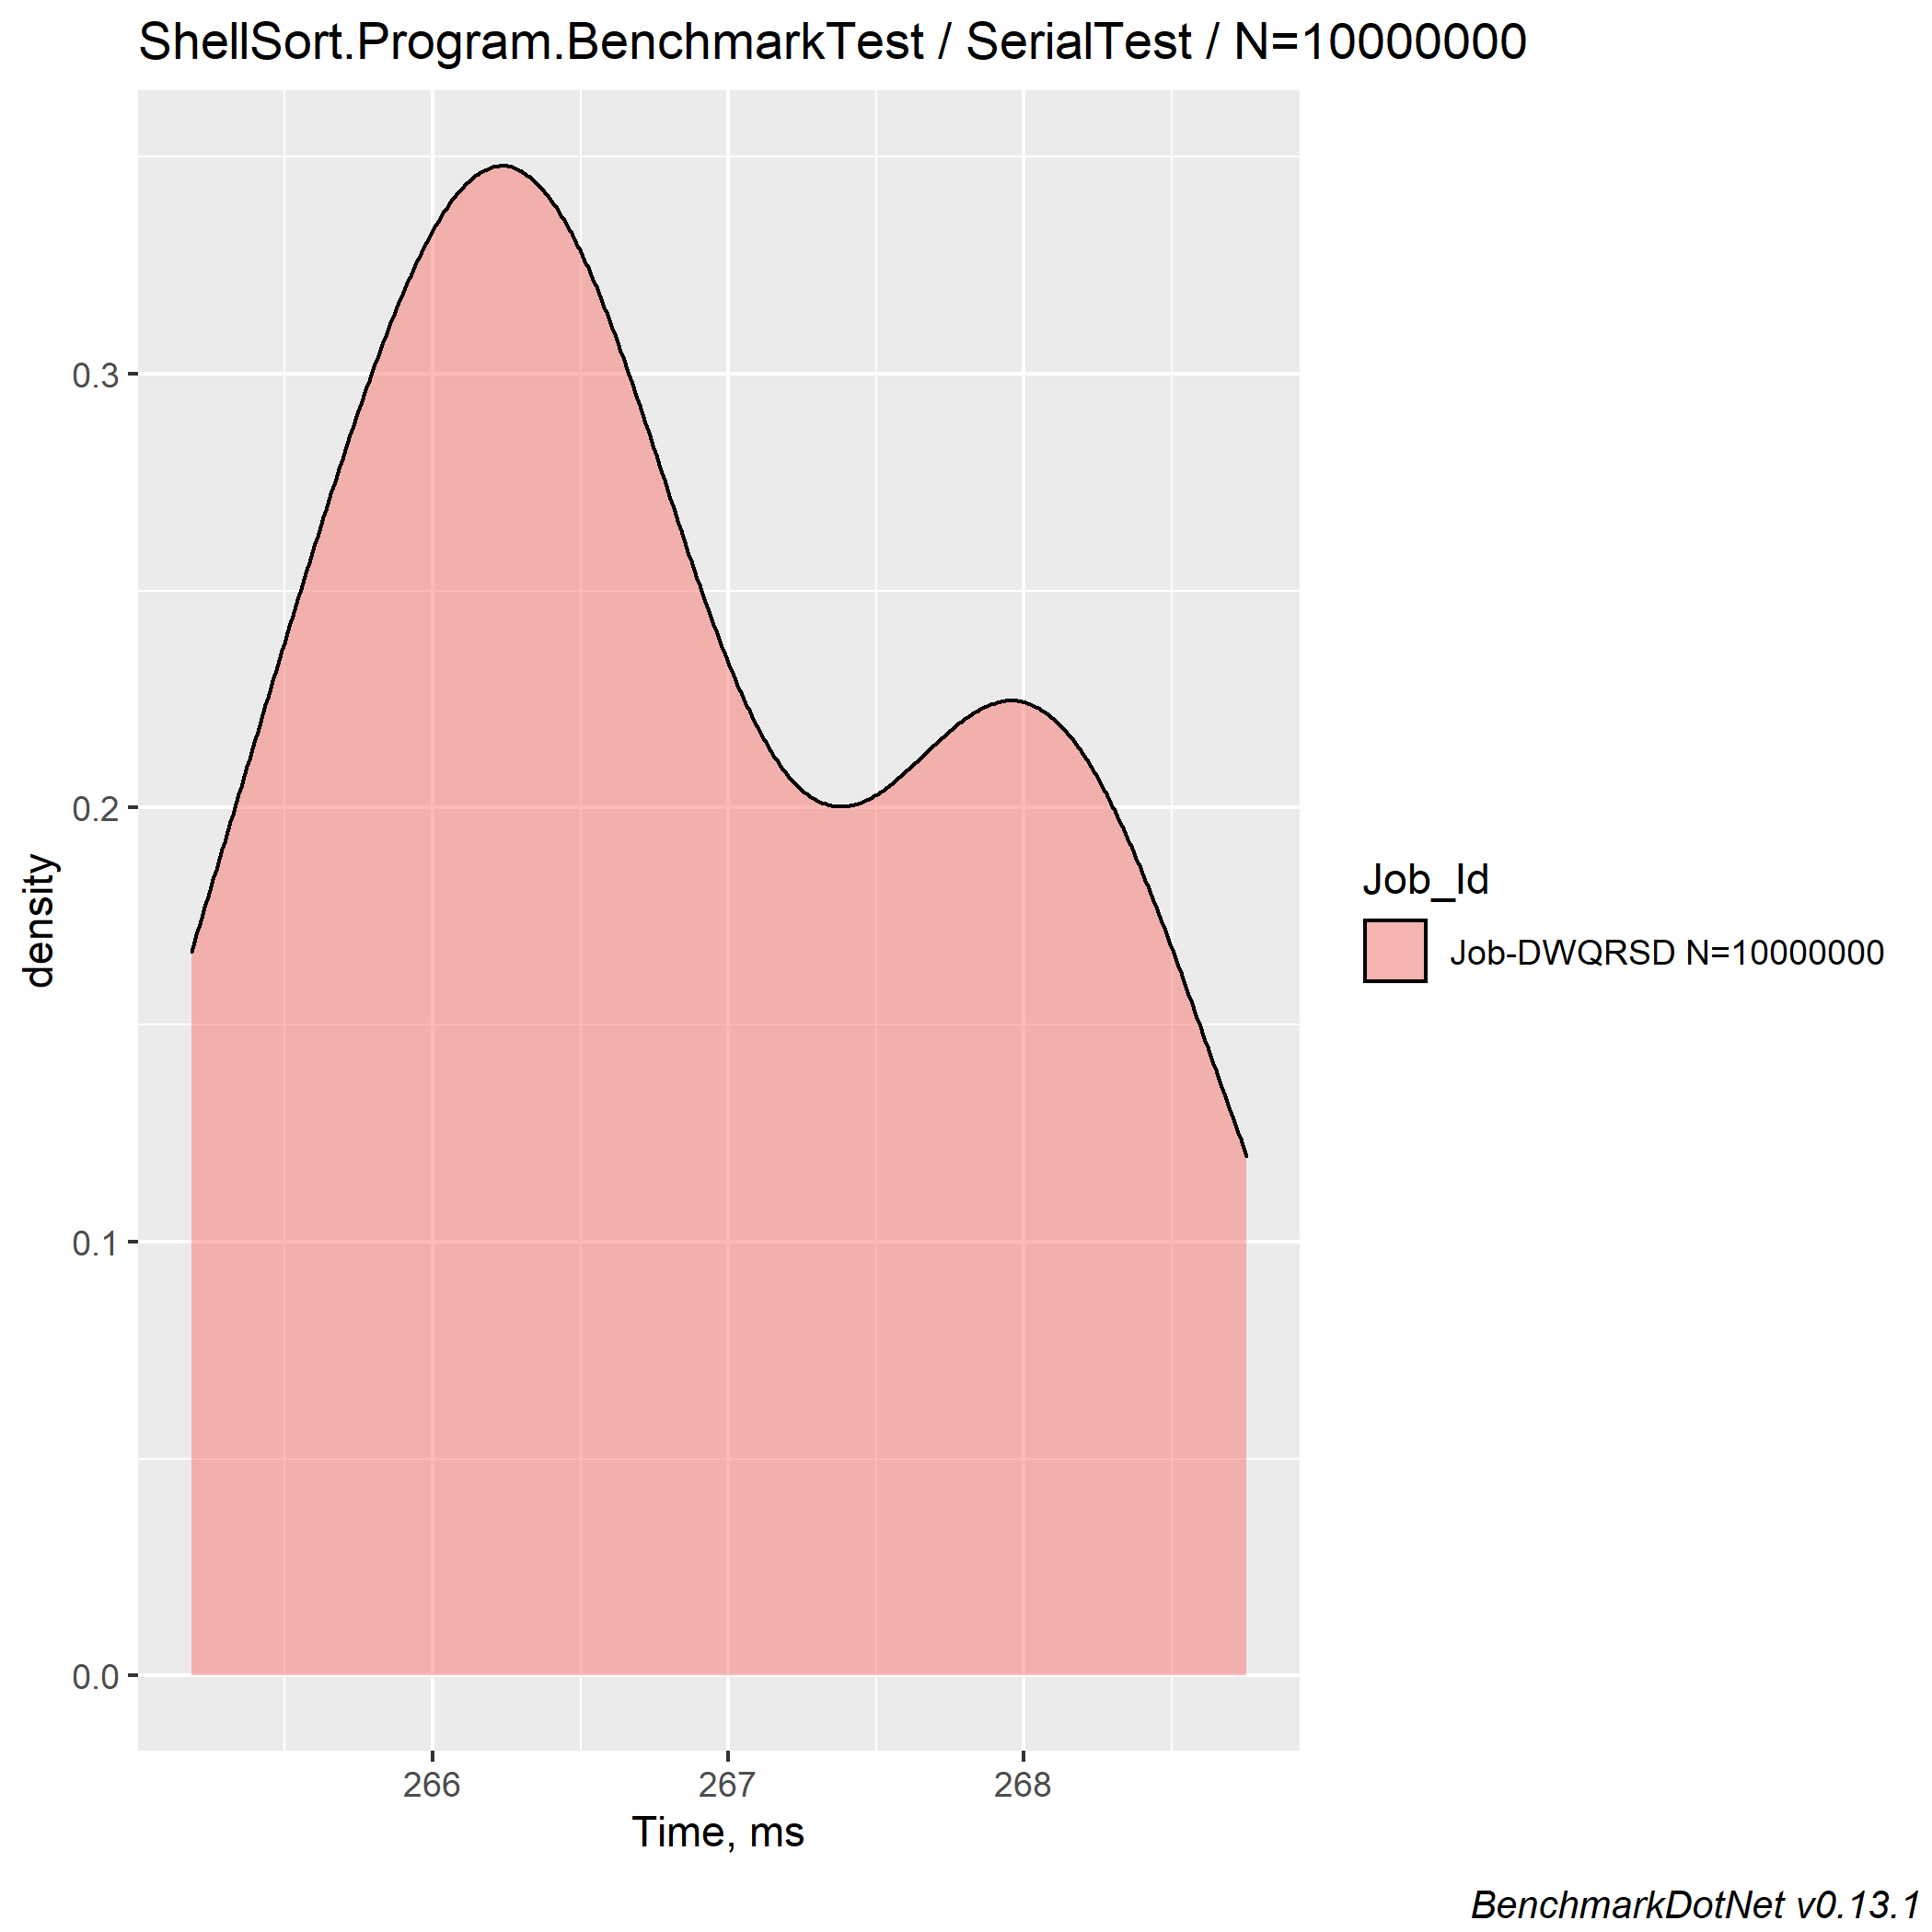 ShellSort.Program.BenchmarkTest / SerialTest / N=10000000
density
0.3
0.2
0.1
0.0
266 267 268
Time, ms
Job_Id
Job-DWQRSD N=10000000
BenchmarkDotNet v0.13.1